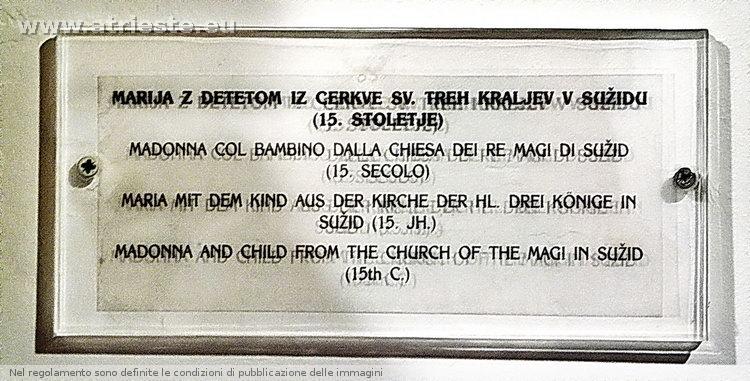 www.atrieste.eu
MARIJA Z DETETOM IZ CERKVE SV. TREH KRALJEV V SUŽIDU
(15. STOLETJE)
MADONNA COL BAMBINO DALLA CHIESA DEI RE MAGI DI SUŽID
(15. SECOLO)
MARIA MIT DEM KIND AUS DER KIRCHE DER HL. DREI KÖNIGE IN
SUŽID (15. JH.)
MADONNA AND CHILD FROM THE CHURCH OF THE MAGI IN SUŽID
(15th C.)
Nel regolamento sono definite le condizioni di pubblicazione delle immagini